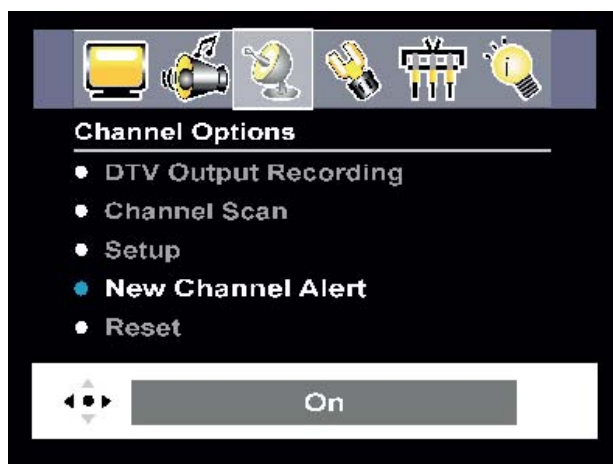 i
Channel Options
DTV Output Recording
Channel Scan
Setup
New Channel Alert
Reset
On